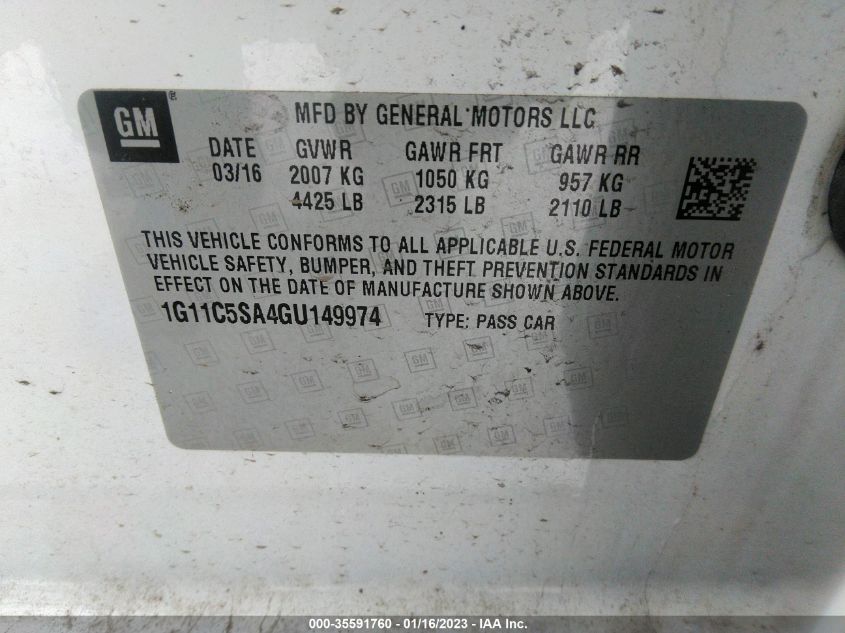 GM
®
MFD BY GENERAL MOTORS LLC
DATE GVWR GAWR FRT GAWR RR
03/16 2007 KG 1050 KG 957 KG
4425 LB 2315 LB 2110 LB
THIS VEHICLE CONFORMS TO ALL APPLICABLE U.S. FEDERAL MOTOR
VEHICLE SAFETY, BUMPER, AND THEFT PREVENTION STANDARDS IN
EFFECT ON THE DATE OF MANUFACTURE SHOWN ABOVE.
1G11C5SA4GU149974 TYPE: PASS CAR
000-35591760 - 01/16/2023 - IAA Inc.